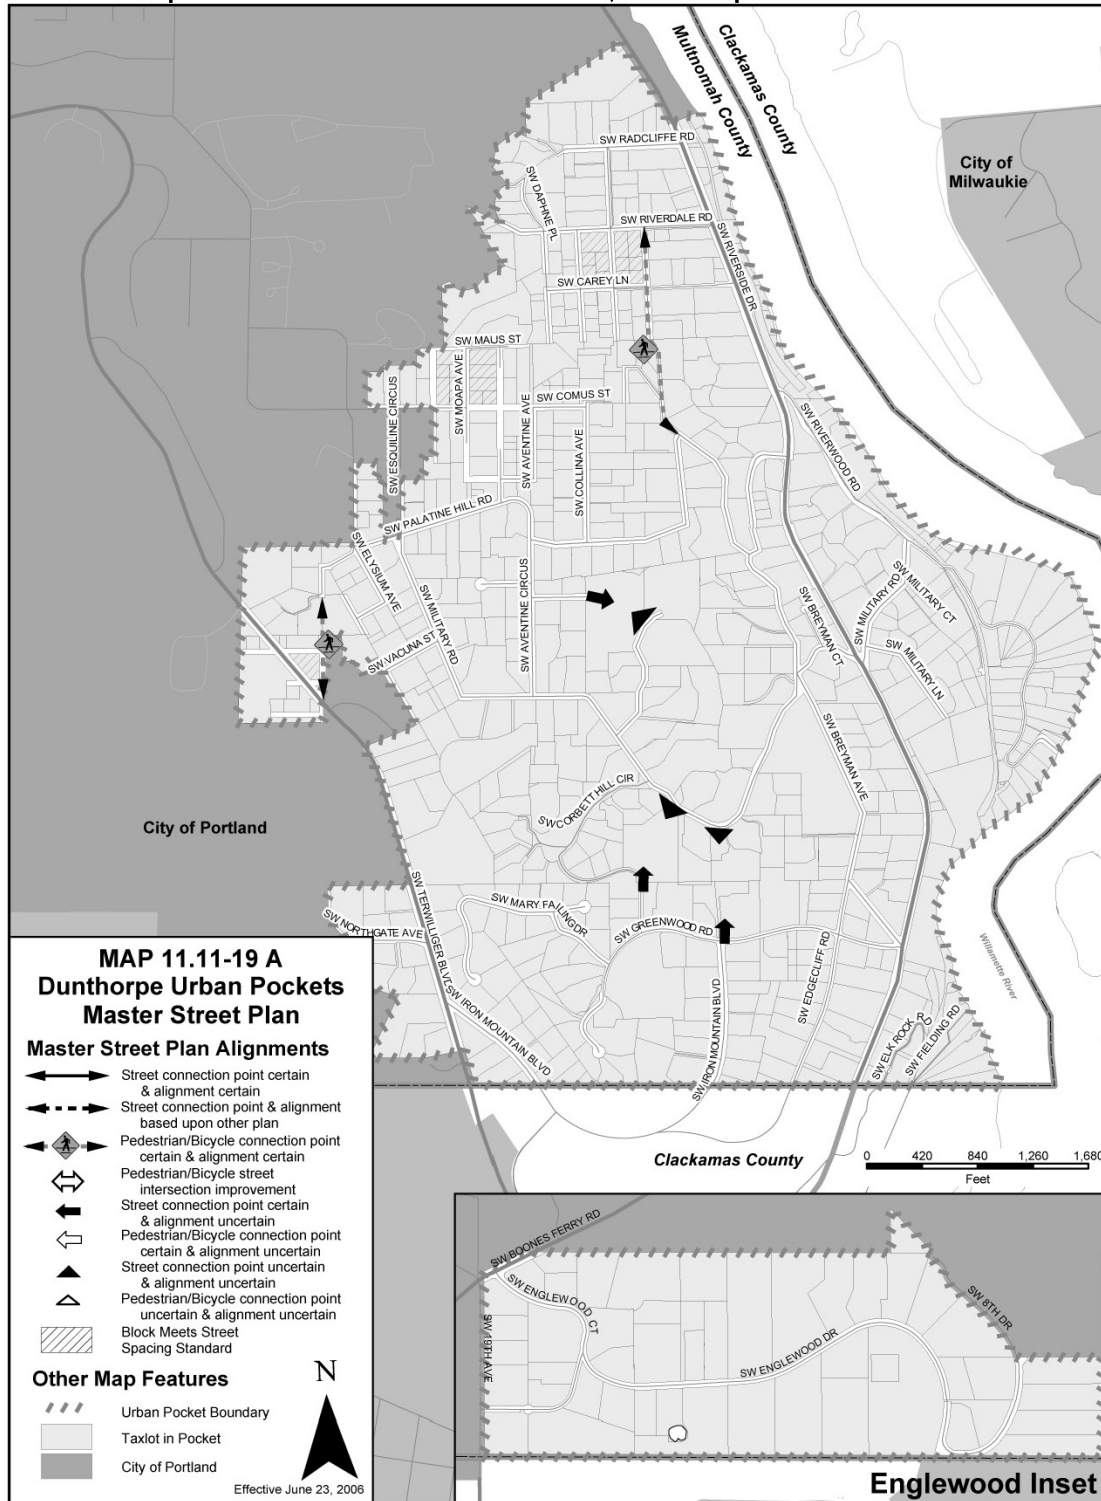 Clackamas County
Multnomah County
City of
Milwaukie
SW RADCLIFFE RD
SW DAPHNE PL
SW RIVERDALE RD
SW RIVERSIDE DR
SW CAREY LN
SW MAUS ST
SW MOAPA AVE
SW ESQUILINE CIRCUS
SW COMUS ST
SW AVENTINE AVE
SW COLLINA AVE
SW RIVERWOOD RD
SW PALATINE HILL RD
SW ELYSIUM AVE
SW MILITARY RD
SW VACUNA ST
SW AVENTINE CIRCUS
SW BREYMAN CT
SW MILITARY RD
SW MILITARY CT
SW MILITARY LN
SW BREYMAN AVE
SW CORBETT HILL CIR
City of Portland
SW TERWILLIGER BLVD
SW NORTHGATE AVE
SW MARY FAILING DR
SW GREENWOOD RD
SW IRON MOUNTAIN BLVD
SW IRON MOUNTAIN BLVD
SW EDGECLIFF RD
SW ELK ROCK RD
SW FIELDING RD
Willamette River
Clackamas County
0 420 840 1,260 1,680
Feet
MAP 11.11-19 A
Dunthorpe Urban Pockets
Master Street Plan
Master Street Plan Alignments
Street connection point certain
& alignment certain
Street connection point & alignment
based upon other plan
Pedestrian/Bicycle connection point
certain & alignment certain
Pedestrian/Bicycle street
intersection improvement
Street connection point certain
& alignment uncertain
Pedestrian/Bicycle connection point
certain & alignment uncertain
Street connection point uncertain
& alignment uncertain
Pedestrian/Bicycle connection point
uncertain & alignment uncertain
Block Meets Street
Spacing Standard
Other Map Features
N
Urban Pocket Boundary
Taxlot in Pocket
City of Portland
Effective June 23, 2006
SW BOONES FERRY RD
SW ENGLEWOOD CT
SW 19TH AVE
SW ENGLEWOOD DR
SW 8TH DR
Englewood Inset